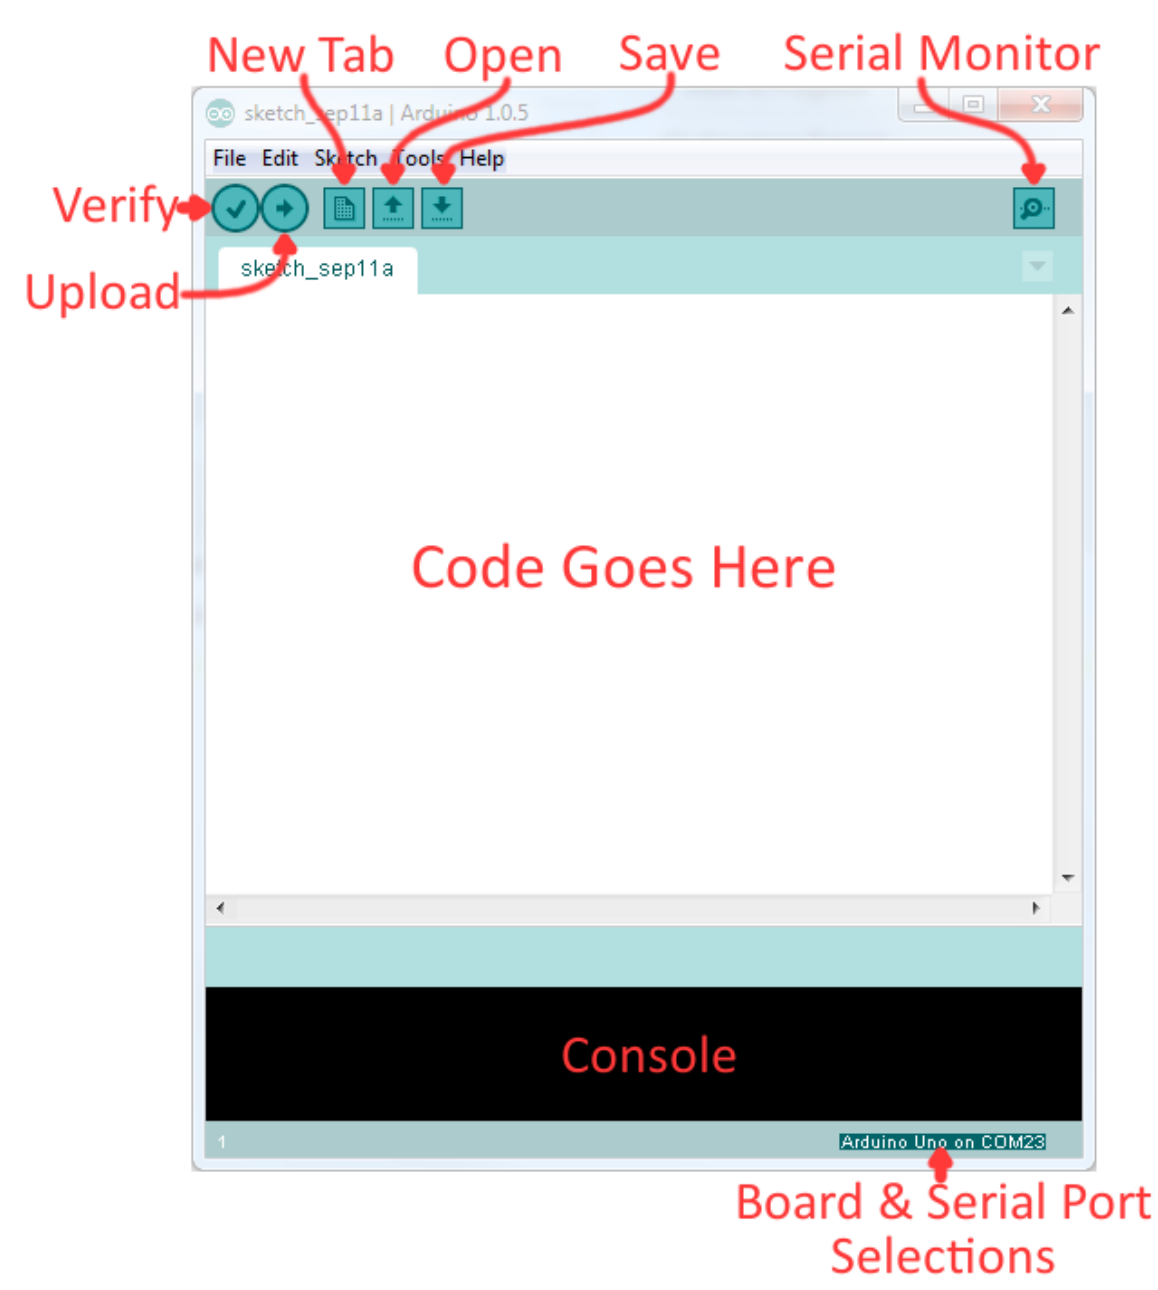 New Tab Open Save Serial Monitor
sketch_sep11a | Arduino 1.0.5
File Edit Sketch Tools Help
Verify
sketch_sep11a
Upload
Code Goes Here
Console
1 Arduino Uno on COM23
Board & Serial Port
Selections